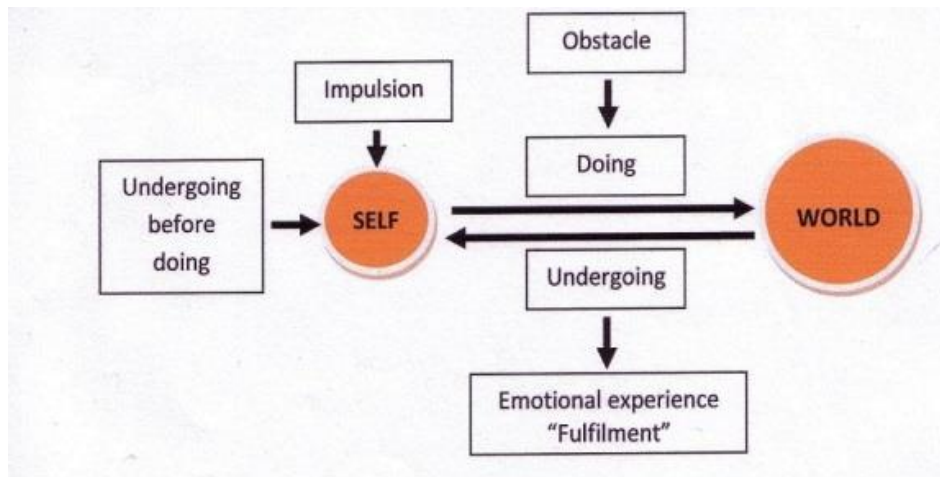 Obstacle
Impulsion
Doing
Undergoing
before
doing
SELF
WORLD
Undergoing
Emotional experience
“Fulfilment”